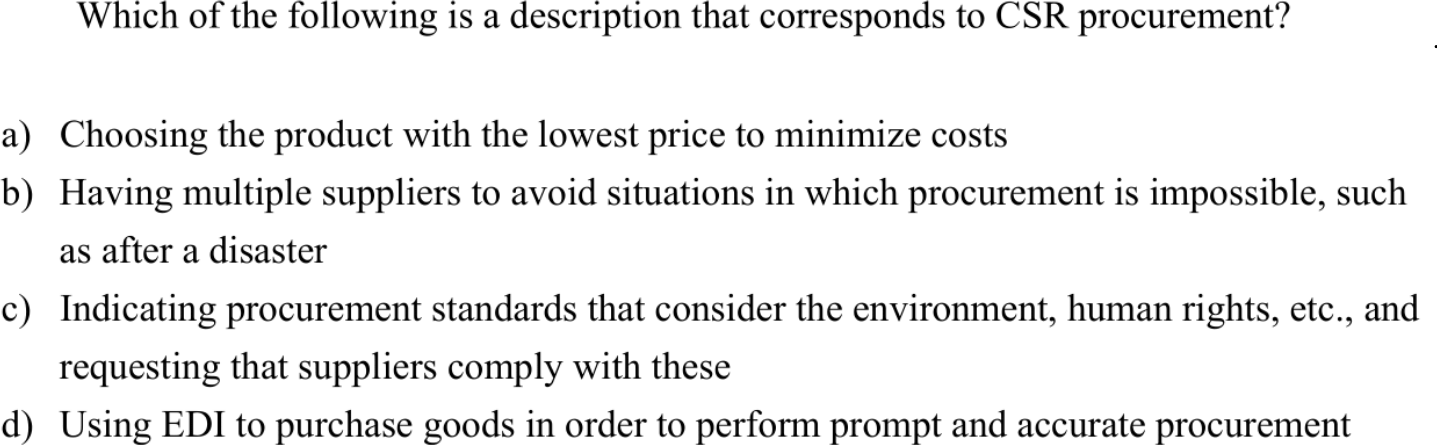 Which of the following is a description that corresponds to CSR procurement?
a) Choosing the product with the lowest price to minimize costs
b) Having multiple suppliers to avoid situations in which procurement is impossible, such
as after a disaster
c) Indicating procurement standards that consider the environment, human rights, etc., and
requesting that suppliers comply with these
d) Using EDI to purchase goods in order to perform prompt and accurate procurement